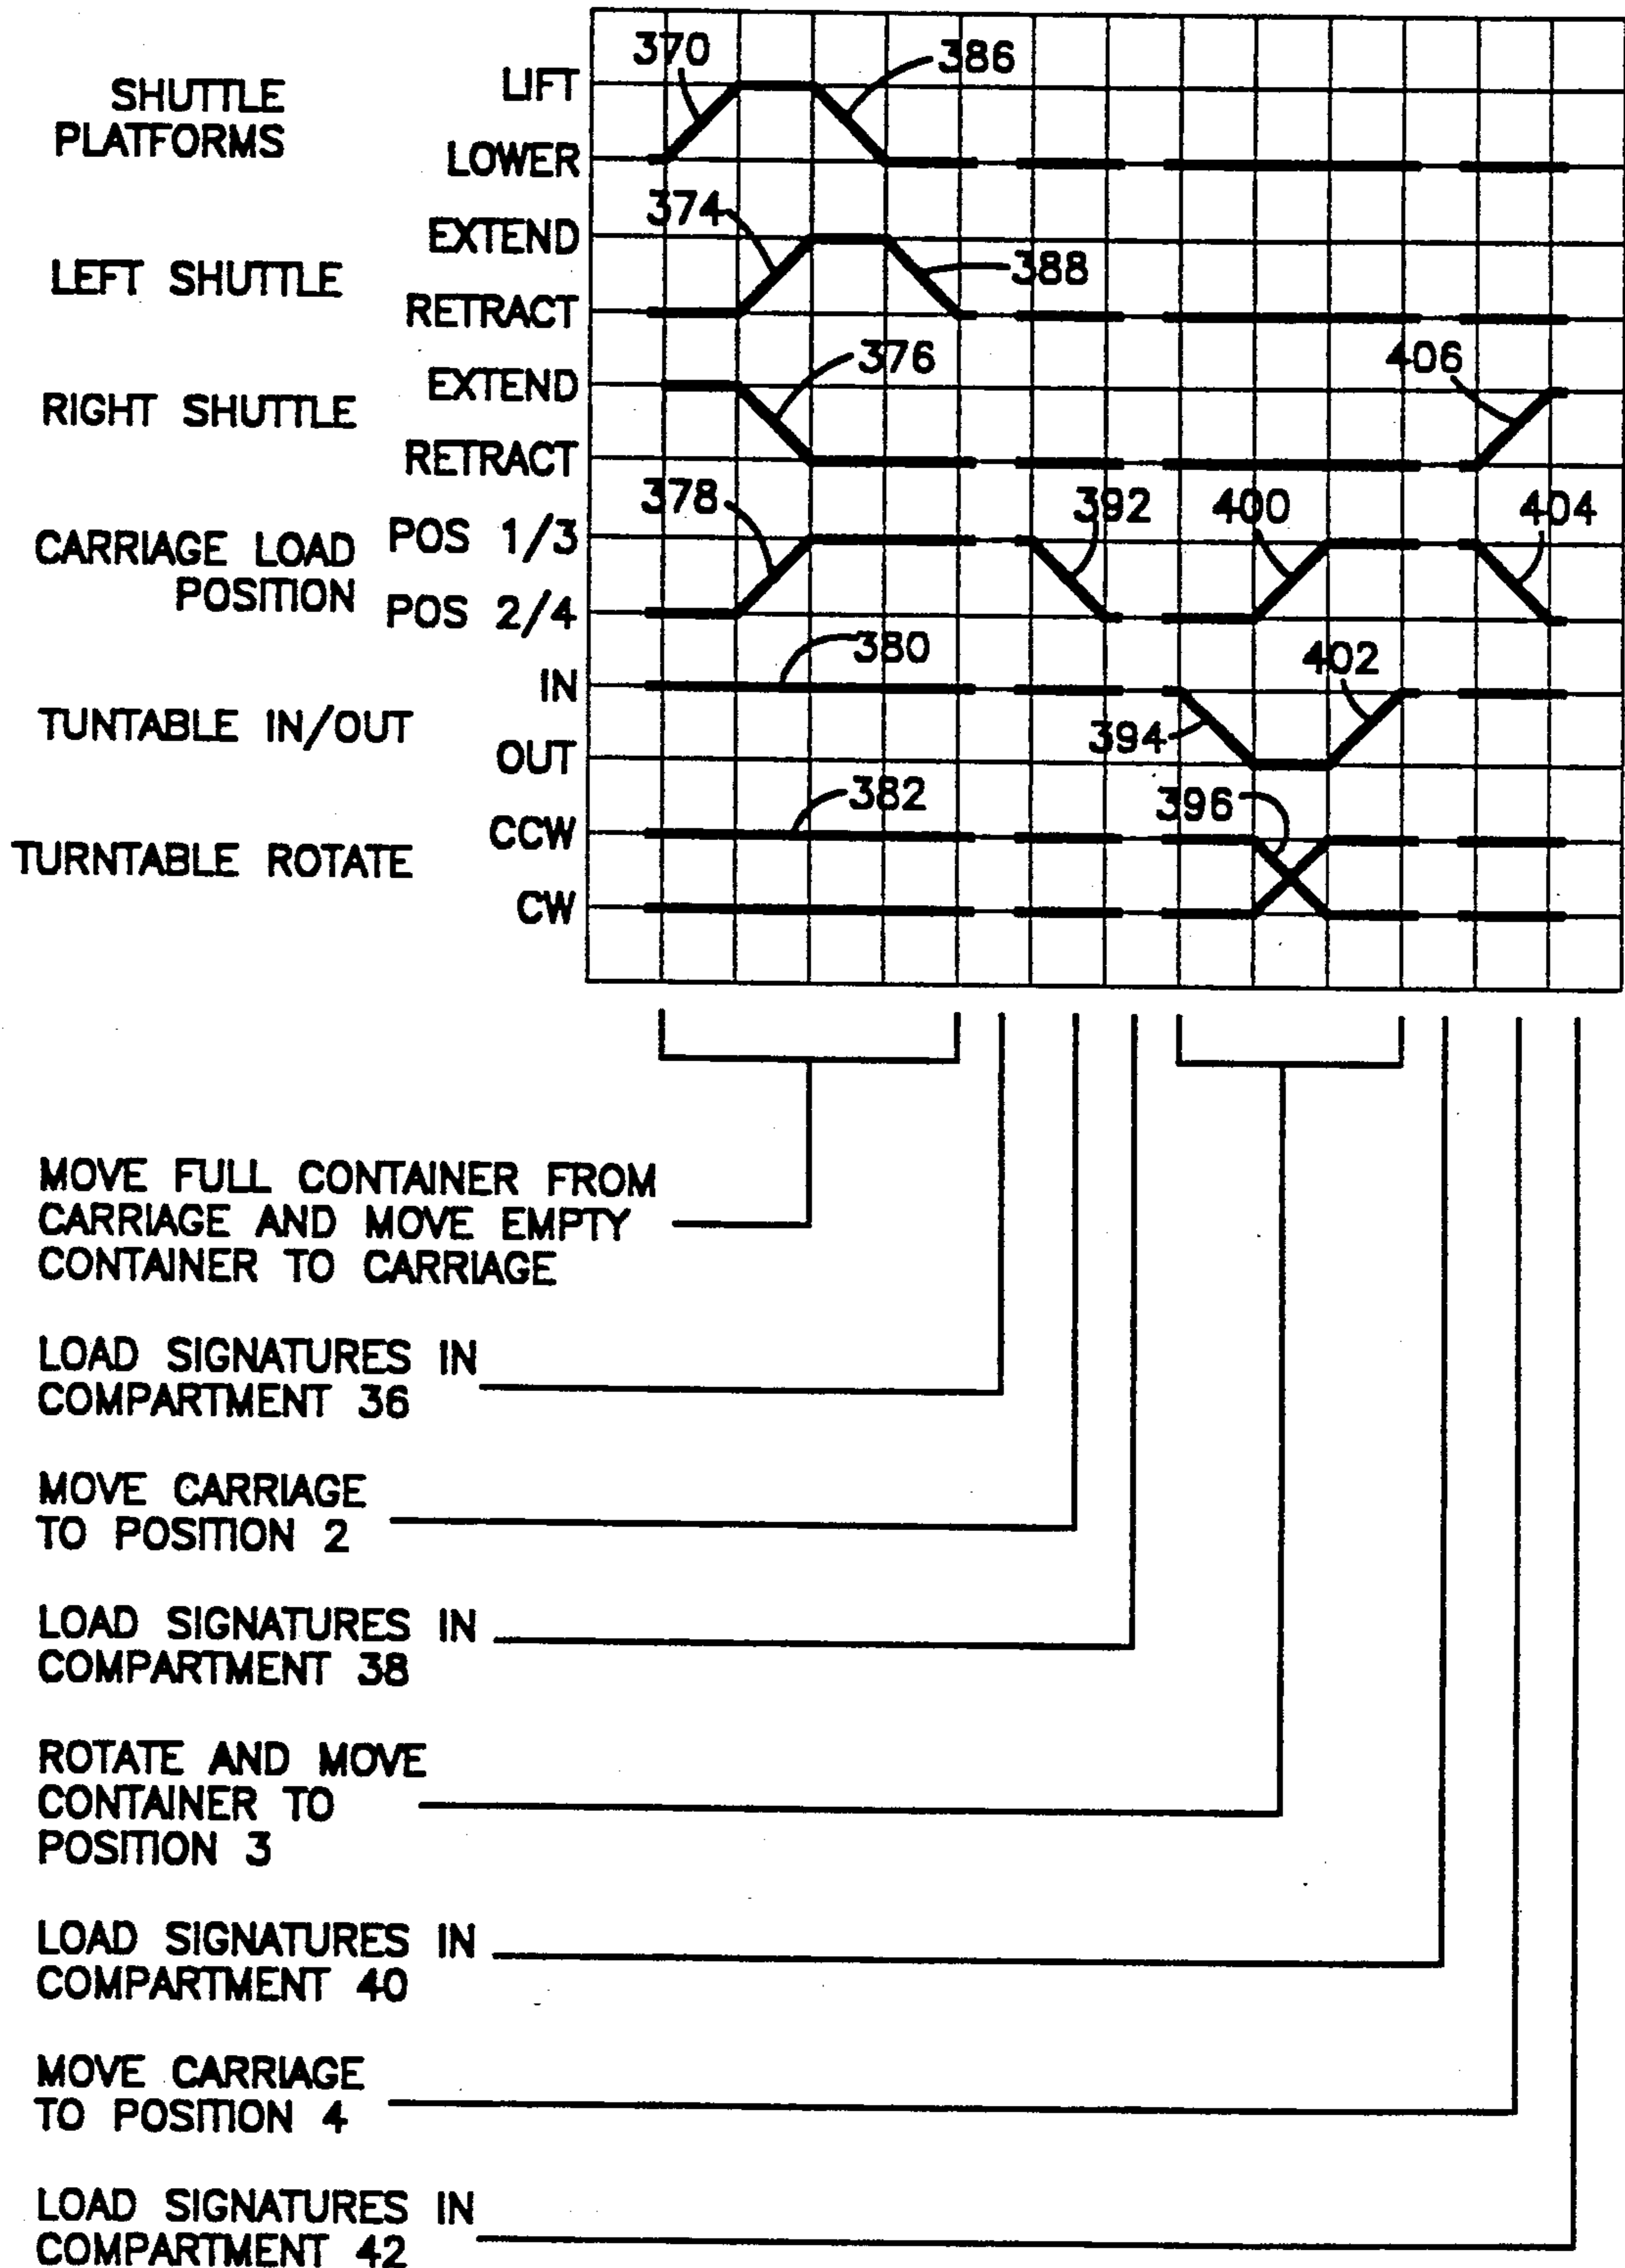 370
386
SHUTTLE
PLATFORMS
LIFT
LOWER
374
388
LEFT SHUTTLE
EXTEND
RETRACT
376
406
RIGHT SHUTTLE
EXTEND
RETRACT
378
392
400
404
CARRIAGE LOAD
POSITION
POS 1/3
POS 2/4
380
402
IN
TUNTABLE IN/OUT
394
OUT
382
396
CCW
TURNTABLE ROTATE
CW
MOVE FULL CONTAINER FROM
CARRIAGE AND MOVE EMPTY
CONTAINER TO CARRIAGE
LOAD SIGNATURES IN
COMPARTMENT 36
MOVE CARRIAGE
TO POSITION 2
LOAD SIGNATURES IN
COMPARTMENT 38
ROTATE AND MOVE
CONTAINER TO
POSITION 3
LOAD SIGNATURES IN
COMPARTMENT 40
MOVE CARRIAGE
TO POSITION 4
LOAD SIGNATURES IN
COMPARTMENT 42